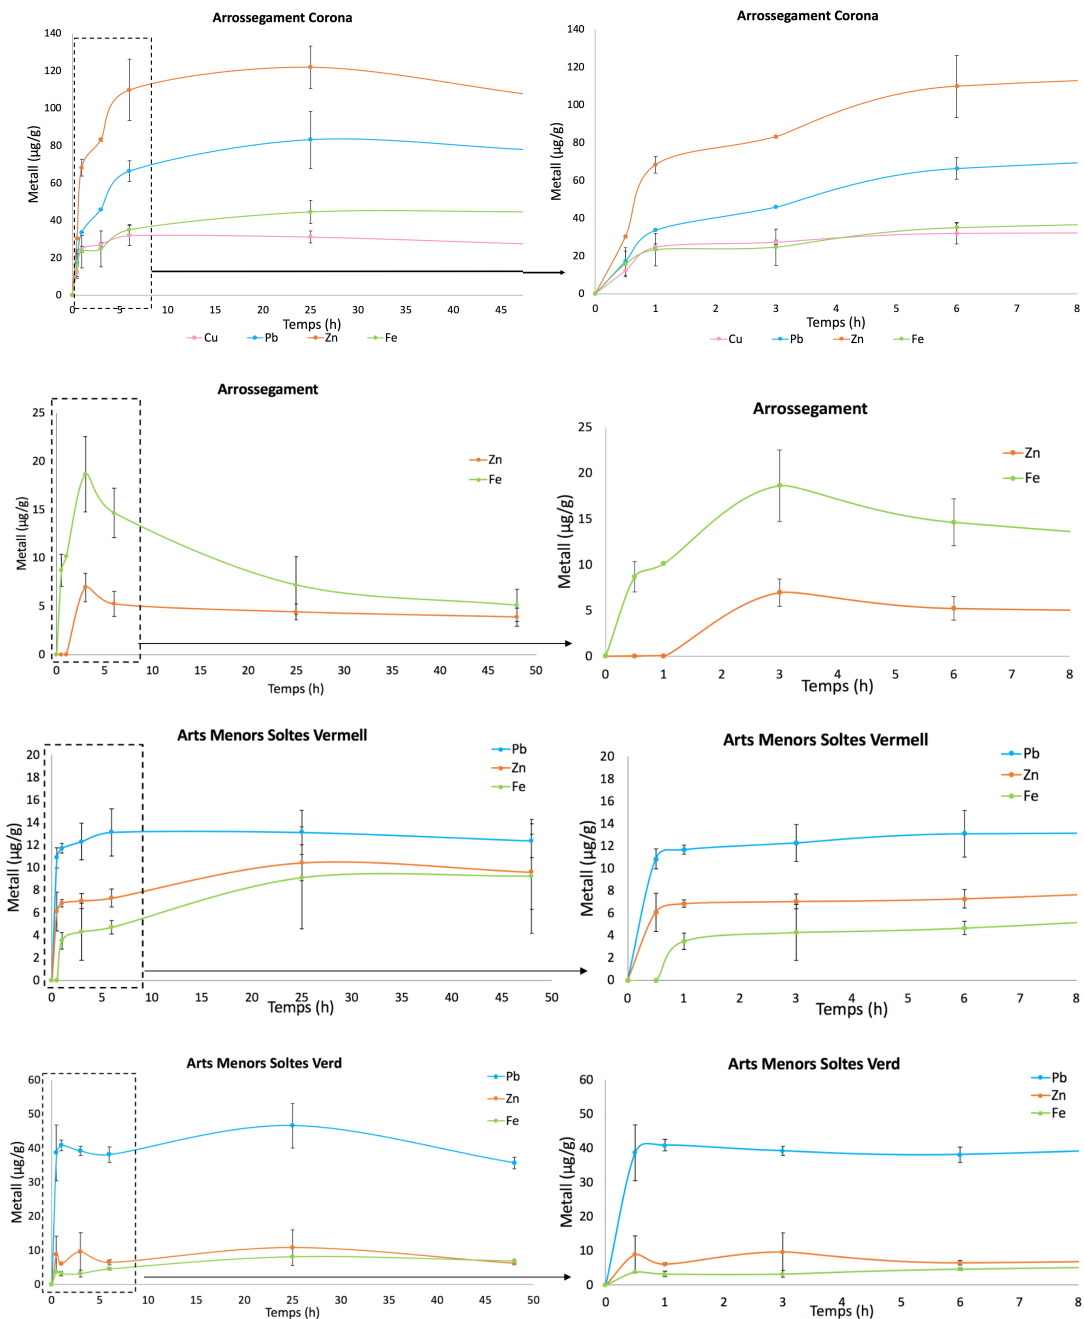 Arrossegament Corona
140
120
100
80
60
40
20
0
Metall (µg/g)
0 5 10 15 20 25 30 35 40 45
Temps (h)
Cu Pb Zn Fe
Arrossegament Corona
140
120
100
80
60
40
20
0
Metall (µg/g)
0 1 2 3 4 5 6 7 8
Temps (h)
Cu Pb Zn Fe
Arrossegament
25
20
15
10
5
0
Metall (µg/g)
Zn
Fe
0 5 10 15 20 25 30 35 40 45 50
Temps (h)
Arrossegament
25
20
15
10
5
0
Metall (µg/g)
Zn
Fe
0 1 2 3 4 5 6 7 8
Temps (h)
Arts Menors Soltes Vermell
20
18
16
14
12
10
8
6
4
2
0
Metall (µg/g)
Pb
Zn
Fe
0 5 10 15 20 25 30 35 40 45 50
Temps (h)
Arts Menors Soltes Vermell
20
18
16
14
12
10
8
6
4
2
0
Metall (µg/g)
Pb
Zn
Fe
0 1 2 3 4 5 6 7 8
Temps (h)
Arts Menors Soltes Verd
60
50
40
30
20
10
0
Metall (µg/g)
Pb
Zn
Fe
0 5 10 15 20 25 30 35 40 45 50
Temps (h)
Arts Menors Soltes Verd
60
50
40
30
20
10
0
Metall (µg/g)
Pb
Zn
Fe
0 1 2 3 4 5 6 7 8
Temps (h)